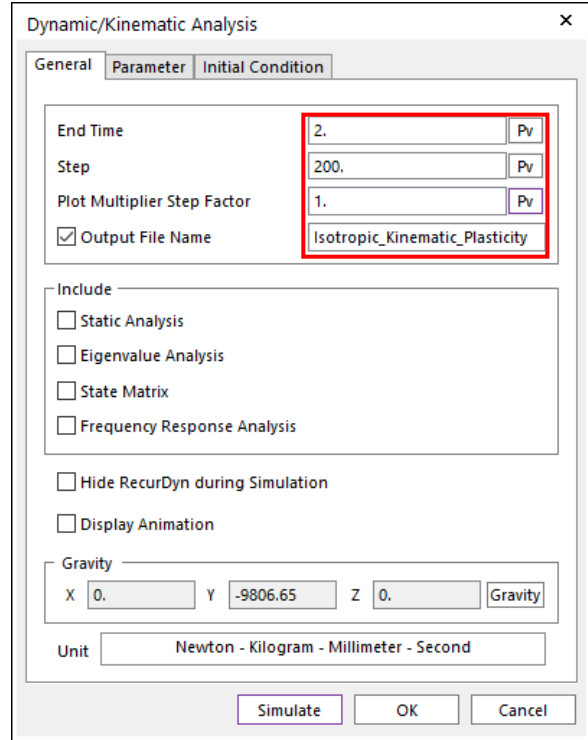 Dynamic/Kinematic Analysis ×
General Parameter Initial Condition
End Time 2. Pv
Step 200. Pv
Plot Multiplier Step Factor 1. Pv
Output File Name Isotropic_Kinematic_Plasticity
Include
Static Analysis
Eigenvalue Analysis
State Matrix
Frequency Response Analysis
Hide RecurDyn during Simulation
Display Animation
Gravity
X 0. Y -9806.65 Z 0. Gravity
Unit Newton - Kilogram - Millimeter - Second
Simulate OK Cancel